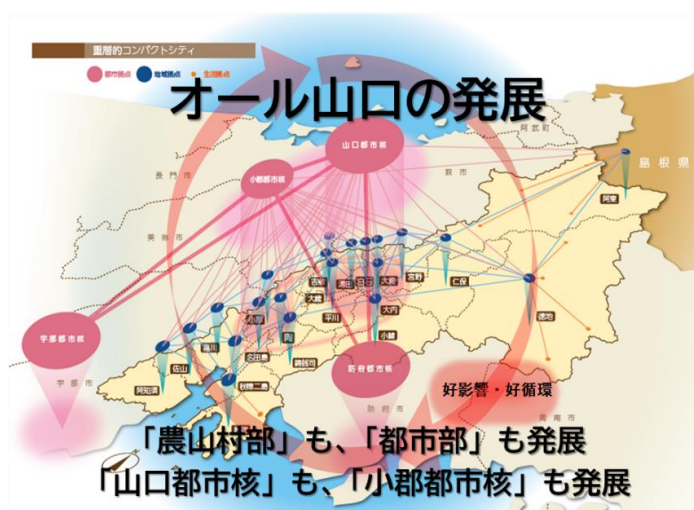 重層的コンパクトシティ
都市拠点 地域拠点 生活拠点
オール山口の発展
山口都市核
小郡都市核
阿武町
島根県
長門市
萩市
阿東
美祢市
宮野
仁保
吉敷
湯田
白石
大殿
大歳
平川
大内
徳地
小郡
陶
小鯖
嘉川
名田島
鋳銭司
宇部都市核
佐山
秋穂二島
防府都市核
阿知須
宇部市
防府市
好影響・好循環
周南市
「農山村部」も、「都市部」も発展
「山口都市核」も、「小郡都市核」も発展